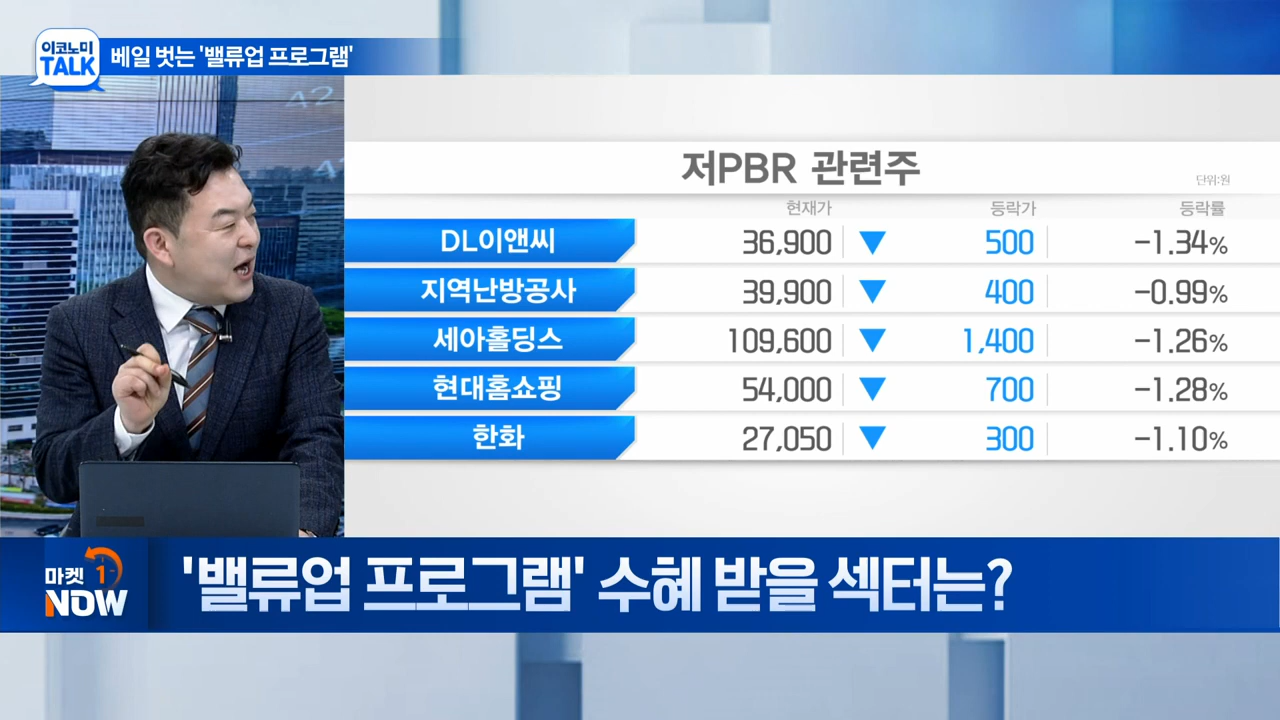 이코노미
TALK
베일 벗는 '밸류업 프로그램'
저PBR 관련주
단위:원
현재가 등락가 등락률
DL이앤씨 36,900 ▼ 500 -1.34%
지역난방공사 39,900 ▼ 400 -0.99%
세아홀딩스 109,600 ▼ 1,400 -1.26%
현대홈쇼핑 54,000 ▼ 700 -1.28%
한화 27,050 ▼ 300 -1.10%
마켓 1
NOW
'밸류업 프로그램' 수혜 받을 섹터는?
42